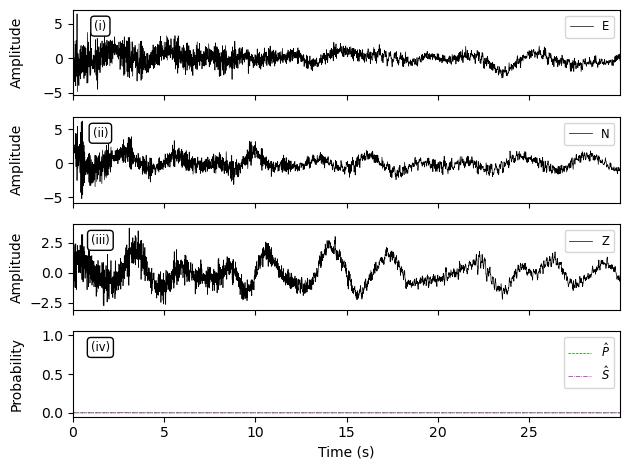 Amplitude
5
0
−5
(i)
E
Amplitude
5
0
−5
(ii)
N
Amplitude
2.5
0.0
−2.5
(iii)
Z
Probability
1.0
0.5
0.0
(iv)
P̂
Ŝ
0 5 10 15 20 25
Time (s)